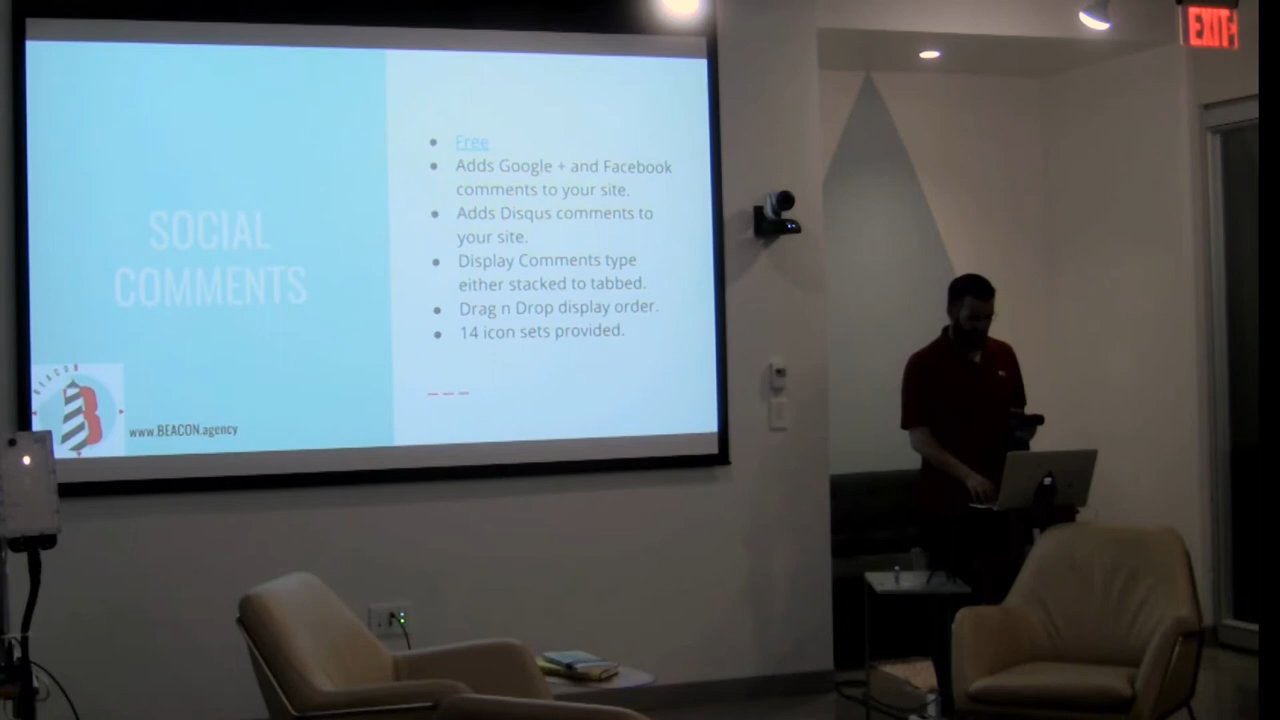 EXIT
SOCIAL
COMMENTS
Free
Adds Google + and Facebook
comments to your site.
Adds Disqus comments to
your site.
Display Comments type
either stacked to tabbed.
Drag n Drop display order.
14 icon sets provided.
BEACON
B
www.BEACON.agency